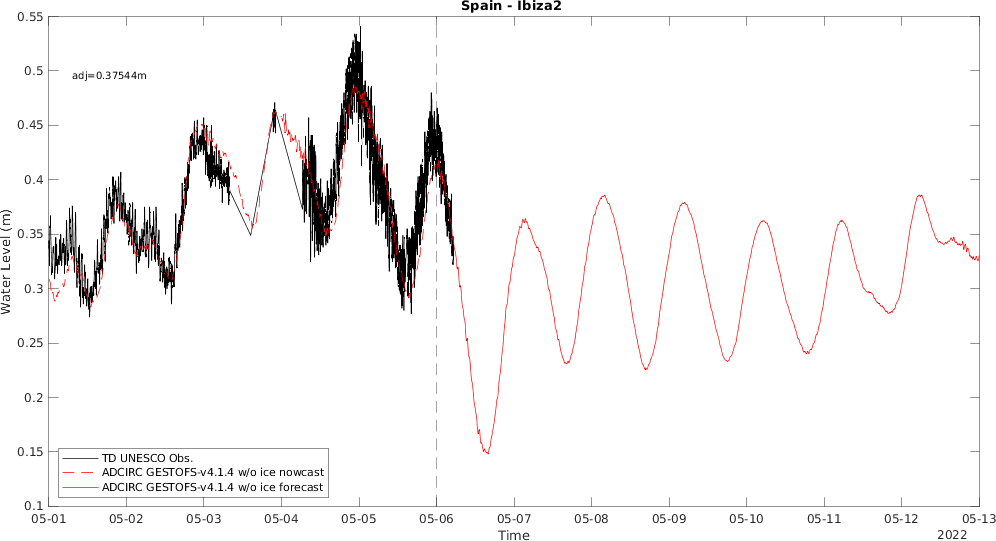 Spain - Ibiza2
0.55
0.5
0.45
0.4
0.35
0.3
0.25
0.2
0.15
0.1
Water Level (m)
adj=0.37544m
TD UNESCO Obs.
ADCIRC GESTOFS-v4.1.4 w/o ice nowcast
ADCIRC GESTOFS-v4.1.4 w/o ice forecast
05-01 05-02 05-03 05-04 05-05 05-06 05-07 05-08 05-09 05-10 05-11 05-12 05-13
Time
2022